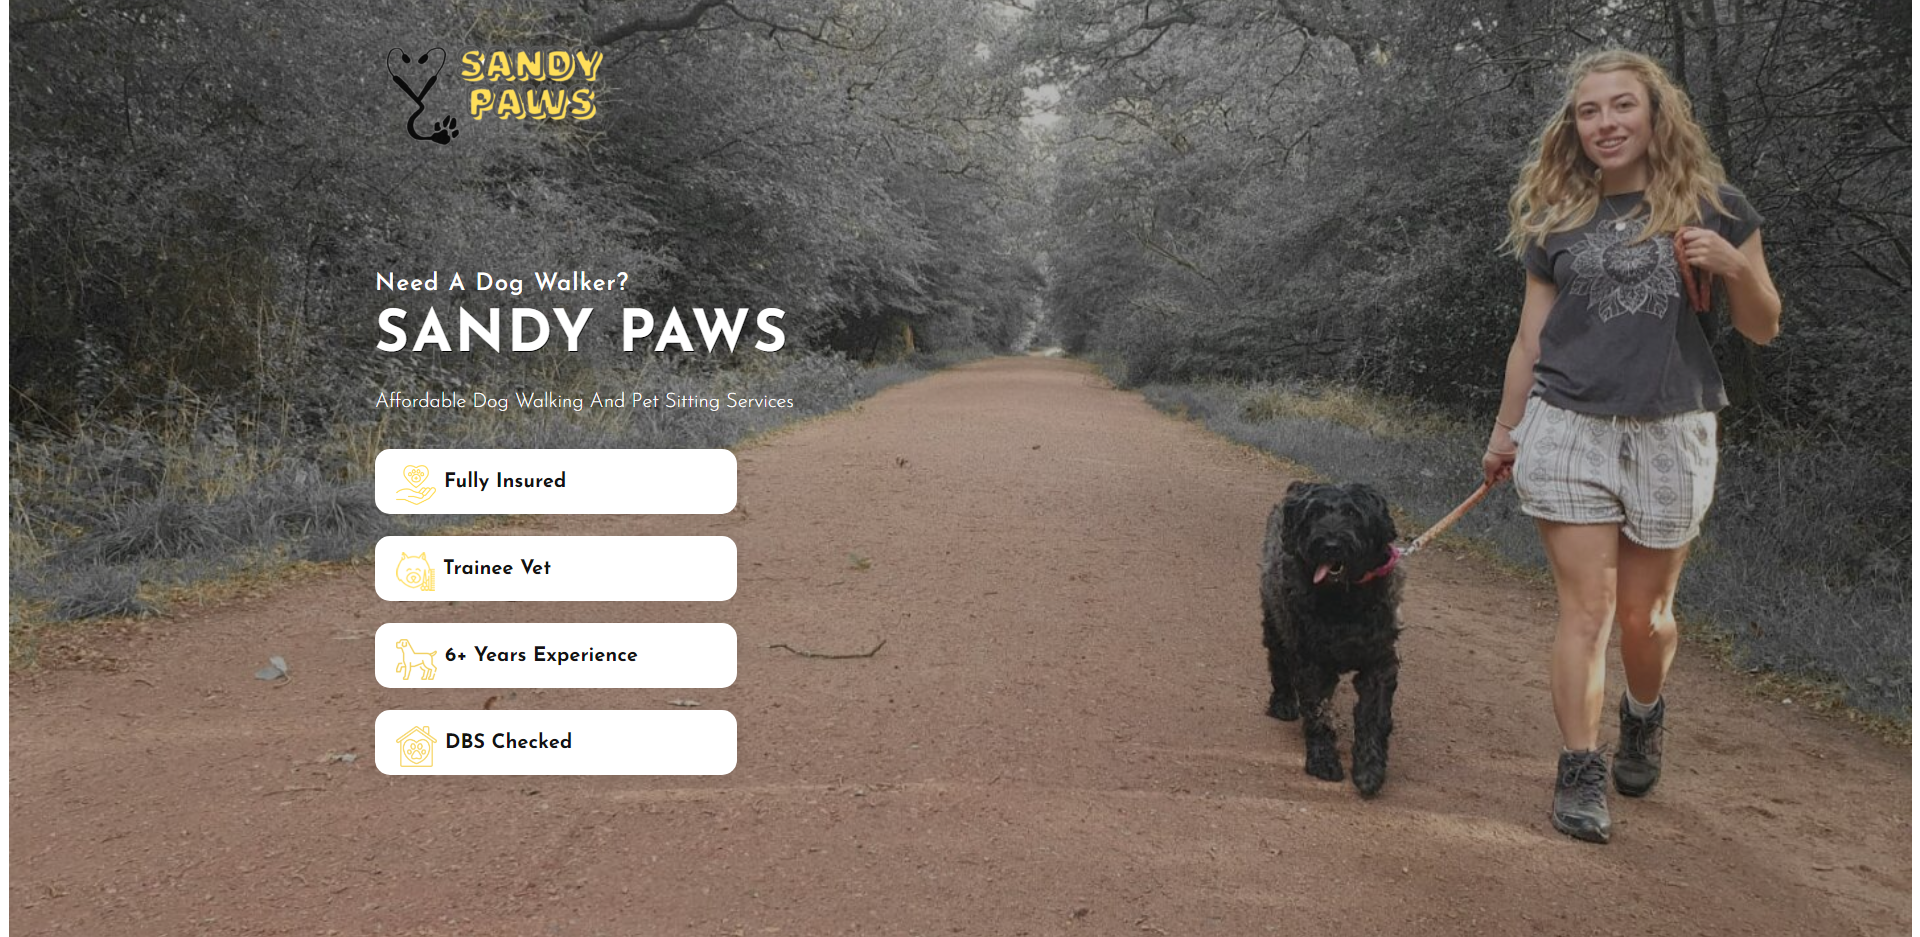 SANDY
PAWS
Need A Dog Walker?
SANDY PAWS
Affordable Dog Walking And Pet Sitting Services
Fully Insured
Trainee Vet
6+ Years Experience
DBS Checked